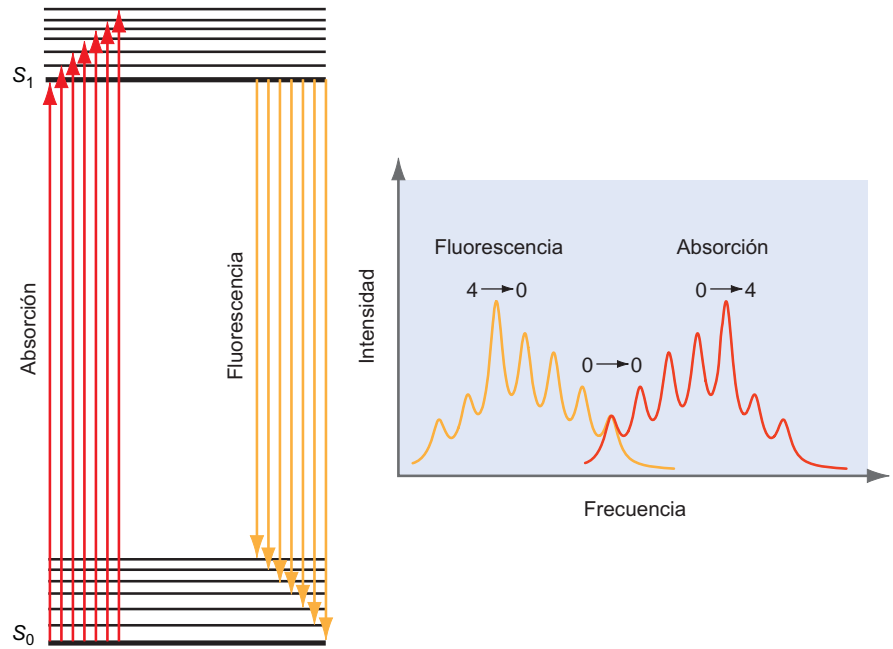 S1
Absorción
Fluorescencia
S0
Intensidad
Fluorescencia
Absorción
4 → 0
0 → 4
0 → 0
Frecuencia